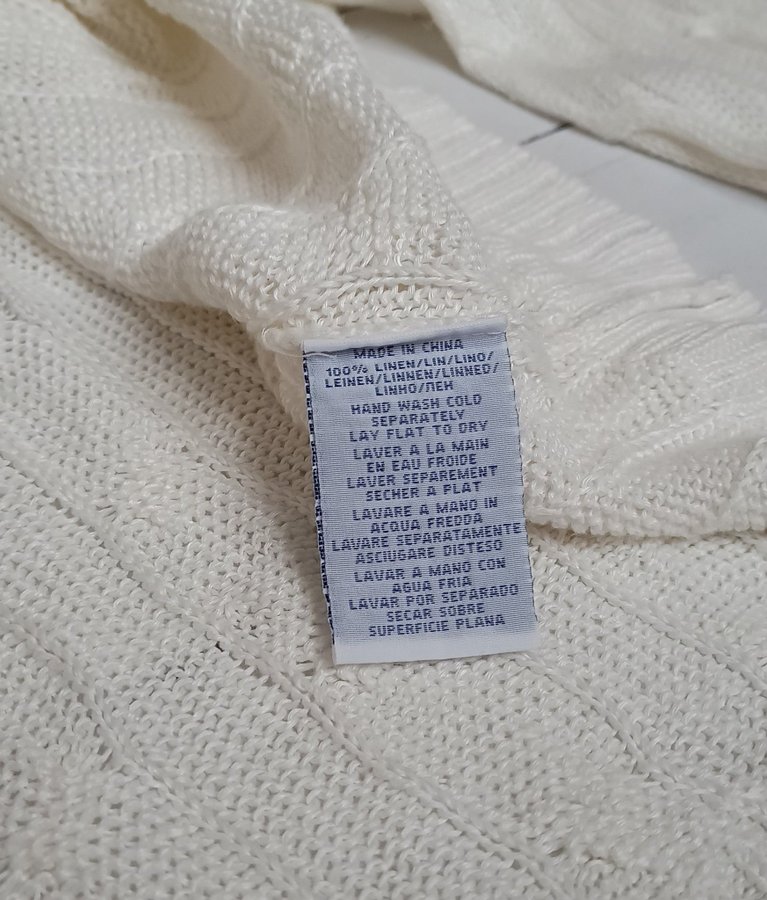 MADE IN CHINA
100% LINEN/LIN/LINO/
LEINEN/LINNEN/LINNED/
LINHO/ЛЕН
HAND WASH COLD
SEPARATELY
LAY FLAT TO DRY
LAVER A LA MAIN
EN EAU FROIDE
LAVER SEPAREMENT
SECHER A PLAT
LAVARE A MANO IN
ACQUA FREDDA
LAVARE SEPARATAMENTE
ASCIUGARE DISTESO
LAVAR A MANO CON
AGUA FRIA
LAVAR POR SEPARADO
SECAR SOBRE
SUPERFICIE PLANA